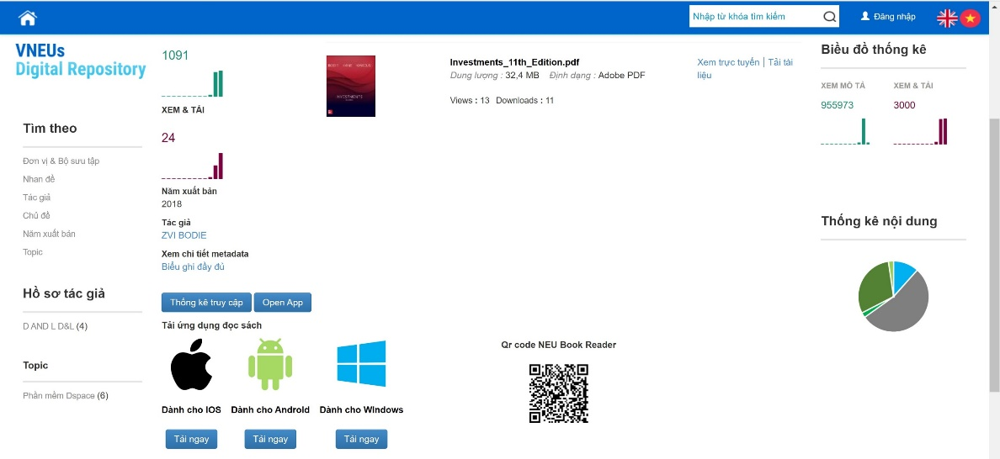 Nhập từ khóa tìm kiếm
Đăng nhập
VNEUs
Digital Repository
Tìm theo
Đơn vị & Bộ sưu tập
Nhan đề
Tác giả
Chủ đề
Năm xuất bản
Topic
Hồ sơ tác giả
D AND L D&L (4)
Topic
Phần mềm Dspace (6)
1091
XEM & TẢI
24
Năm xuất bản
2018
Tác giả
ZVI BODIE
Xem chi tiết metadata
Biểu ghi đầy đủ
Thống kê truy cập
Open App
Tải ứng dụng đọc sách
Dành cho IOS
Dành cho Android
Dành cho Windows
Tải ngay
Tải ngay
Tải ngay
INVESTMENTS
Investments_11th_Edition.pdf
Dung lượng : 32,4 MB Định dạng : Adobe PDF
Views : 13 Downloads : 11
Xem trực tuyến | Tải tài
liệu
Qr code NEU Book Reader
Biểu đồ thống kê
XEM MÔ TẢ
955973
XEM & TẢI
3000
Thống kê nội dung